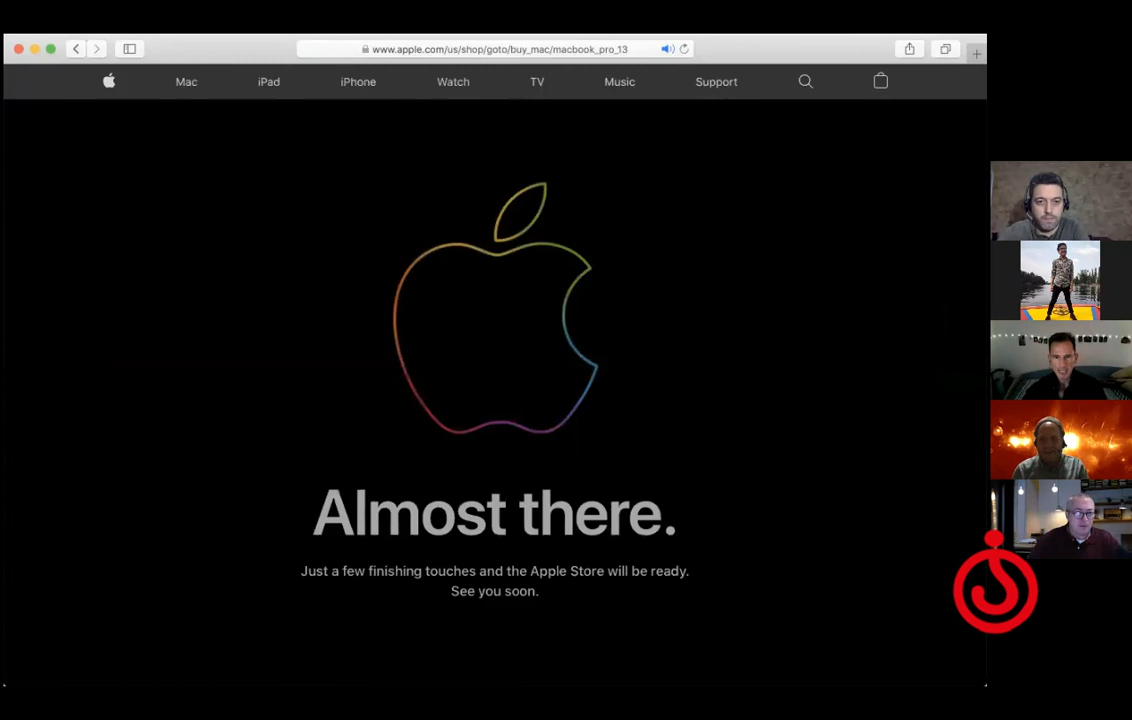 www.apple.com/us/shop/goto/buy_mac/macbook_pro_13
Mac iPad iPhone Watch TV Music Support
Almost there.
Just a few finishing touches and the Apple Store will be ready.
See you soon.